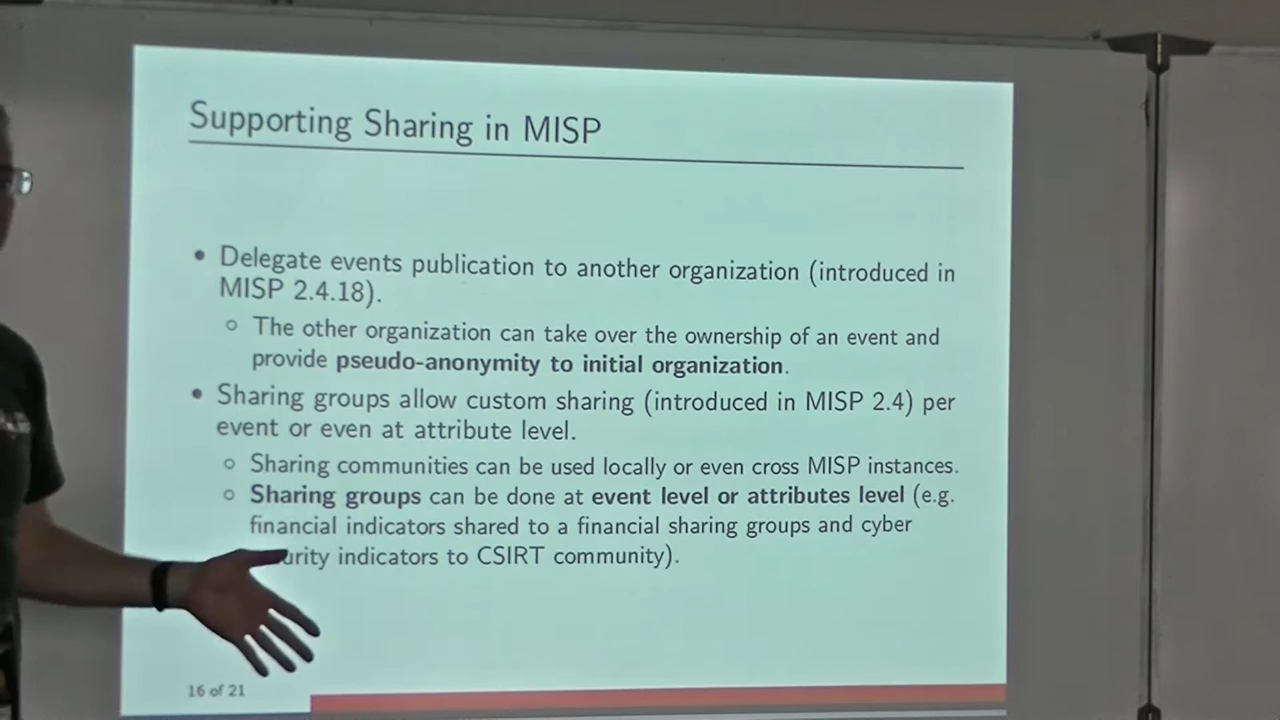 Supporting Sharing in MISP
• Delegate events publication to another organization (introduced in
MISP 2.4.18).
○ The other organization can take over the ownership of an event and
provide pseudo-anonymity to initial organization.
• Sharing groups allow custom sharing (introduced in MISP 2.4) per
event or even at attribute level.
○ Sharing communities can be used locally or even cross MISP instances.
○ Sharing groups can be done at event level or attributes level (e.g.
financial indicators shared to a financial sharing groups and cyber
urity indicators to CSIRT community).
16 of 21